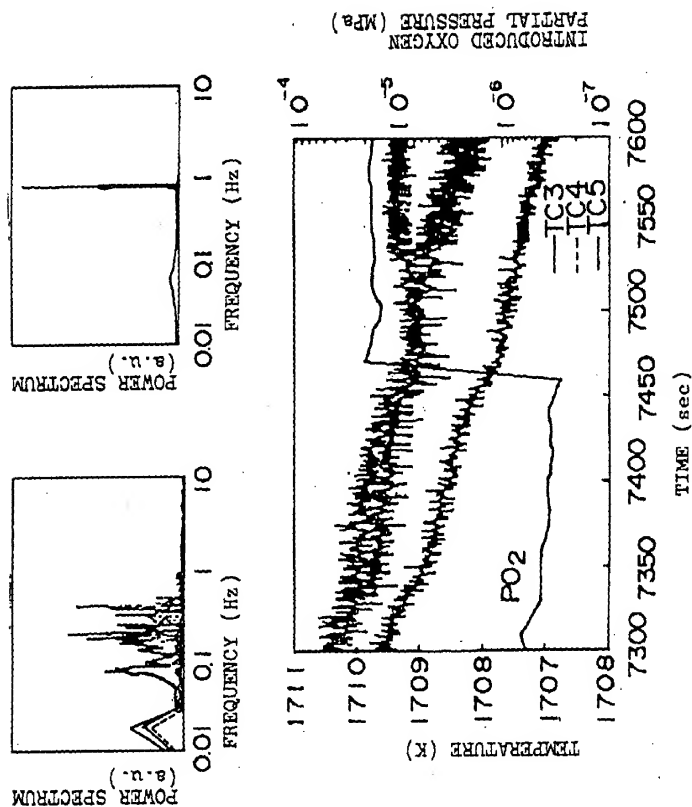 POWER SPECTRUM
(a.u.)
0.01 0.1 1 10
FREQUENCY (Hz)
POWER SPECTRUM
(a.u.)
0.01 0.1 1 10
FREQUENCY (Hz)
TEMPERATURE (K)
1711
1710
1709
1708
1707
1708
PO2
TC3
TC4
TC5
10-4
10-5
10-6
10-7
INTRODUCED OXYGEN
PARTIAL PRESSURE (MPa)
7300 7350 7400 7450 7500 7550 7600
TIME (sec)